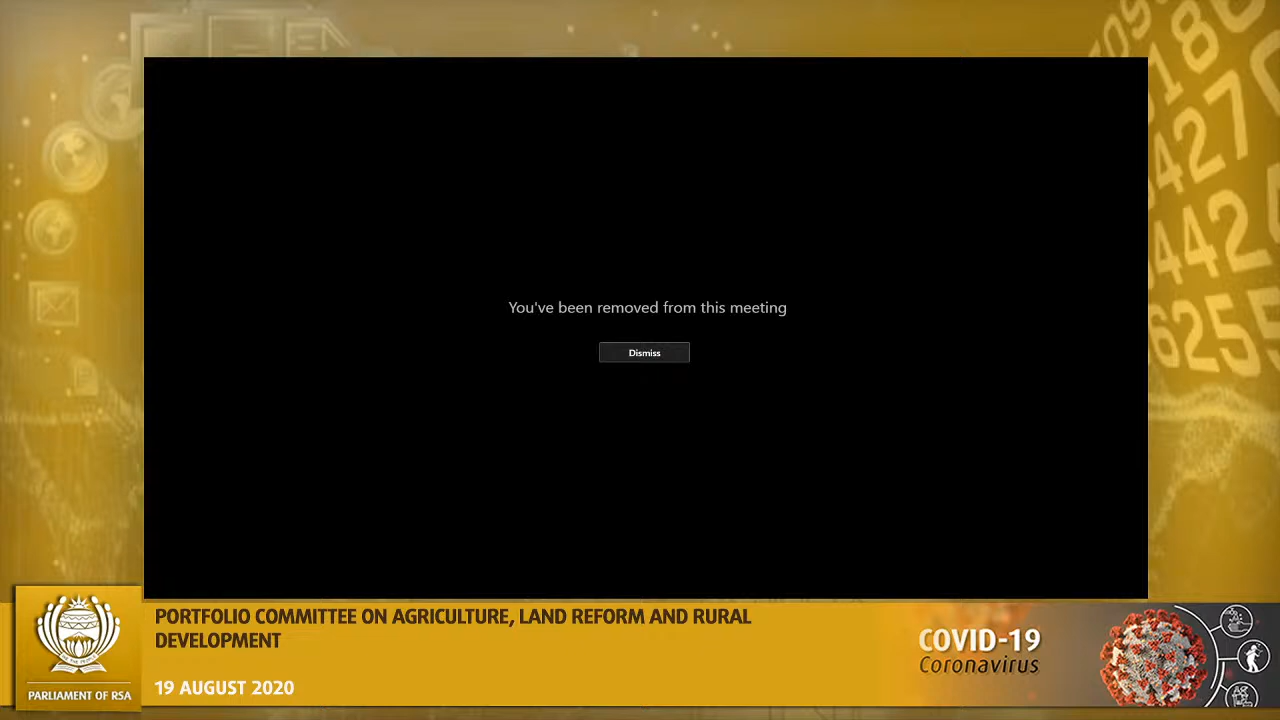 You've been removed from this meeting
Dismiss
PORTFOLIO COMMITTEE ON AGRICULTURE, LAND REFORM AND RURAL
DEVELOPMENT
19 AUGUST 2020
PARLIAMENT OF RSA
COVID-19
Coronavirus